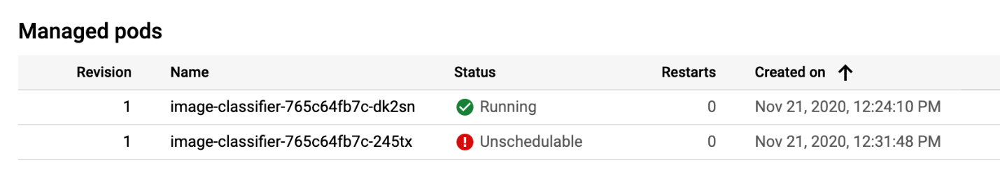 Managed pods
Revision Name Status Restarts Created on
1 image-classifier-765c64fb7c-dk2sn Running 0 Nov 21, 2020, 12:24:10 PM
1 image-classifier-765c64fb7c-245tx Unschedulable 0 Nov 21, 2020, 12:31:48 PM